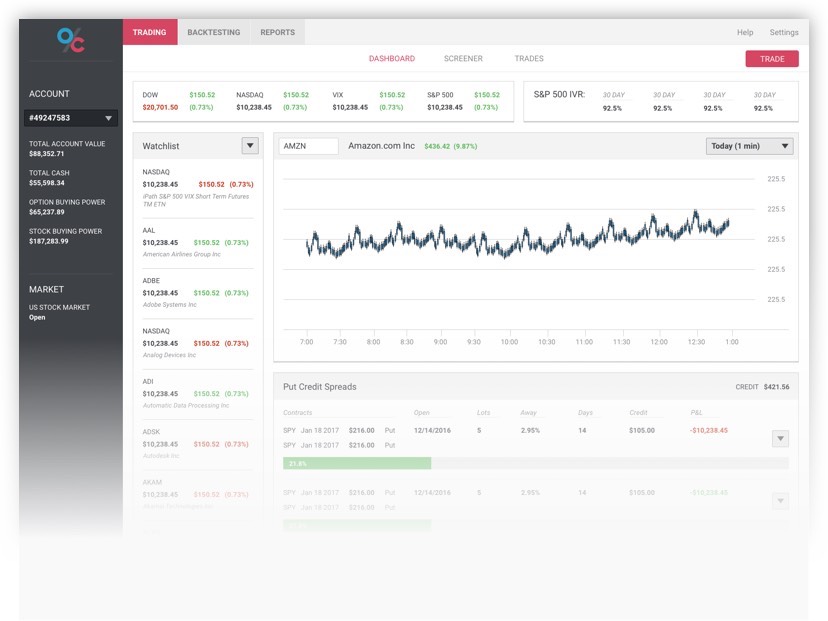 TRADING BACKTESTING REPORTS Help Settings
DASHBOARD SCREENER TRADES TRADE
ACCOUNT
#49247583
TOTAL ACCOUNT VALUE
$88,352.71
TOTAL CASH
$55,598.34
OPTION BUYING POWER
$65,237.89
STOCK BUYING POWER
$187,283.99
MARKET
US STOCK MARKET
Open
DOW $150.52 NASDAQ $150.52 VIX $150.52 S&P 500 $150.52
$20,701.50 (0.73%) $10,238.45 (0.73%) $10,238.45 (0.73%) $10,238.45 (0.73%)
S&P 500 IVR: 30 DAY 30 DAY 30 DAY 30 DAY
92.5% 92.5% 92.5% 92.5%
Watchlist
NASDAQ
$10,238.45 $150.52 (0.73%)
iPath S&P 500 VIX Short Term Futures
TM ETN
AAL
$10,238.45 $150.52 (0.73%)
American Airlines Group Inc
ADBE
$10,238.45 $150.52 (0.73%)
Adobe Systems Inc
NASDAQ
$10,238.45 $150.52 (0.73%)
Analog Devices Inc
ADI
$10,238.45 $150.52 (0.73%)
Automatic Data Processing Inc
ADSK
$10,238.45 $150.52 (0.73%)
Autodesk Inc
AKAM
$10,238.45 $150.52 (0.73%)
AMZN Amazon.com Inc $436.42 (9.87%) Today (1 min)
225.5
225.5
225.5
225.5
225.5
7:00 7:30 8:00 8:30 9:00 9:30 10:00 10:30 11:00 11:30 12:00 12:30 1:00
Put Credit Spreads CREDIT $421.56
Contracts Open Lots Away Days Credit P&L
SPY Jan 18 2017 $216.00 Put 12/14/2016 5 2.95% 14 $105.00 -$10,238.45
SPY Jan 18 2017 $216.00 Put
21.8%
SPY Jan 18 2017 $216.00 Put 12/14/2016 5 2.95% 14 $105.00 -$10,238.45
SPY Jan 18 2017 $216.00 Put